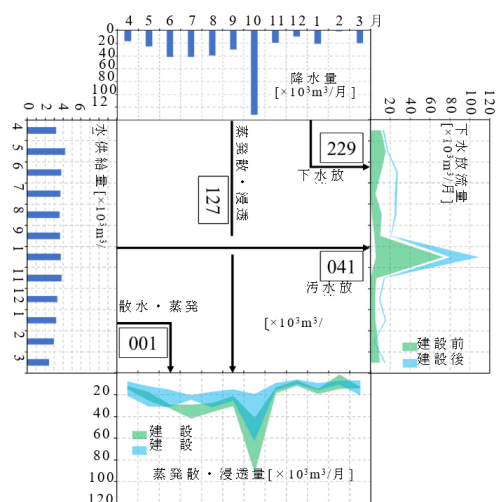 4 5 6 7 8 9 10 11 12 1 2 3 月
0
20
40
60
80
100
12
降水量
[×10³m³/月]
0 2 4 6 8 10
水供給量[×10³m³/
4
5
6
7
8
9
1
11
12
1
2
3
20 40 60 80 100 120
下水放流量
[×10³m³/月]
蒸発散・浸透
127
229
下水放
041
汚水放
散水・蒸発
001
[×10³m³/
建設前
建設後
20
40
60
80
100
120
建設
建設
蒸発散・浸透量[×10³m³/月]